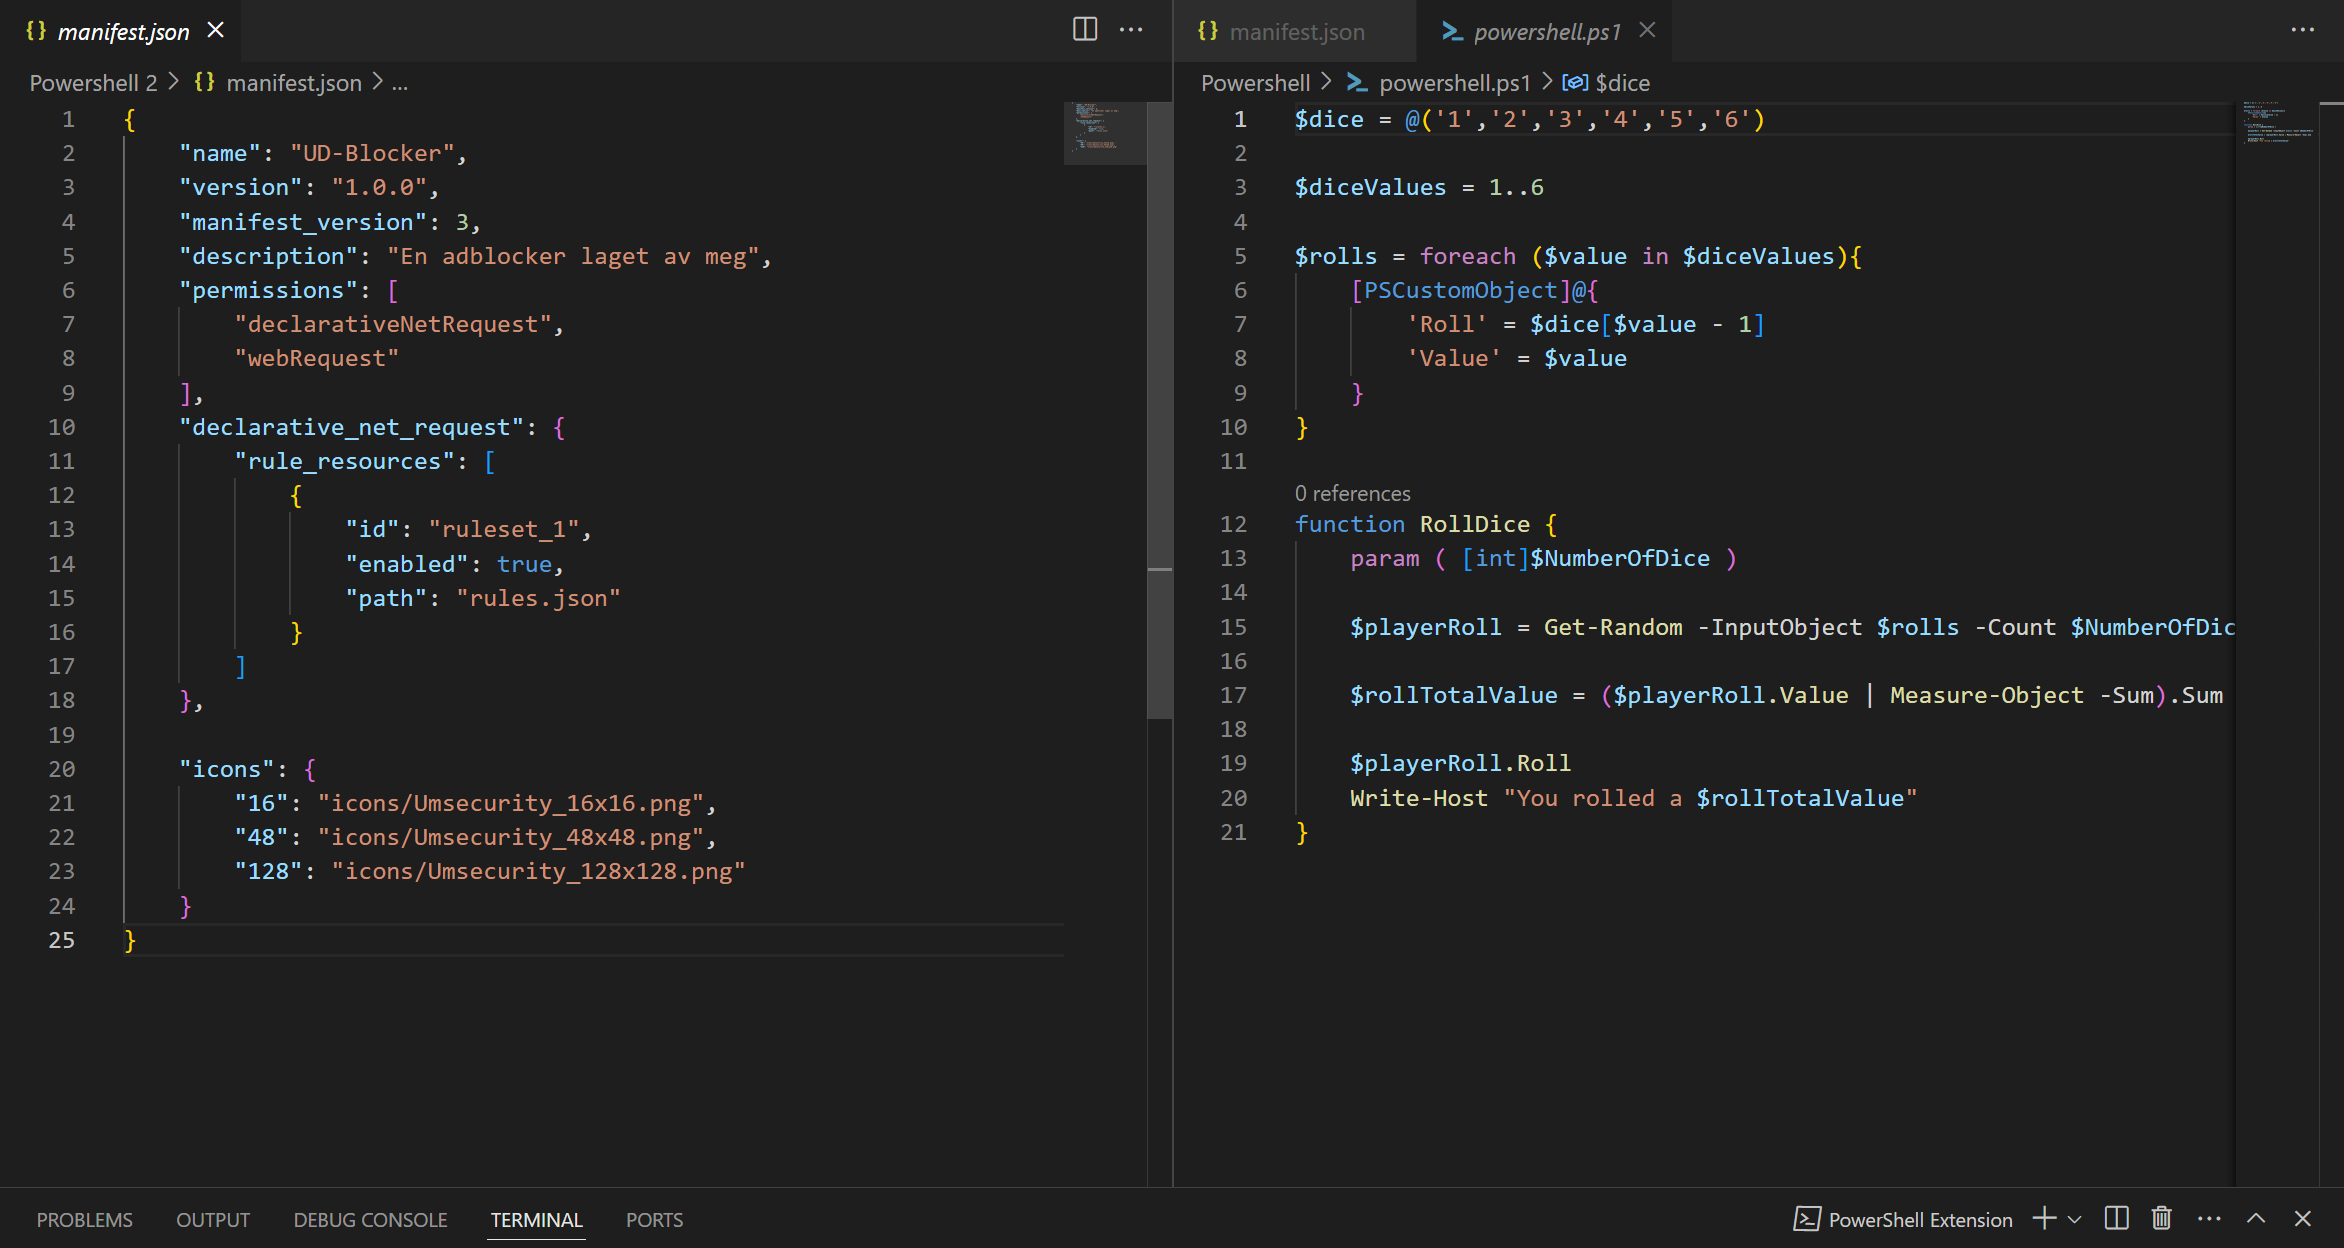 manifest.json
Powershell 2 > manifest.json > ...
1 {
2 "name": "UD-Blocker",
3 "version": "1.0.0",
4 "manifest_version": 3,
5 "description": "En adblocker laget av meg",
6 "permissions": [
7 "declarativeNetRequest",
8 "webRequest"
9 ],
10 "declarative_net_request": {
11 "rule_resources": [
12 {
13 "id": "ruleset_1",
14 "enabled": true,
15 "path": "rules.json"
16 }
17 ]
18 },
19
20 "icons": {
21 "16": "icons/Umsecurity_16x16.png",
22 "48": "icons/Umsecurity_48x48.png",
23 "128": "icons/Umsecurity_128x128.png"
24 }
25 }
manifest.json powershell.ps1
Powershell > powershell.ps1 > $dice
1 $dice = @('1','2','3','4','5','6')
2
3 $diceValues = 1..6
4
5 $rolls = foreach ($value in $diceValues){
6 [PSCustomObject]@{
7 'Roll' = $dice[$value - 1]
8 'Value' = $value
9 }
10 }
11
0 references
12 function RollDice {
13 param ( [int]$NumberOfDice )
14
15 $playerRoll = Get-Random -InputObject $rolls -Count $NumberOfDic
16
17 $rollTotalValue = ($playerRoll.Value | Measure-Object -Sum).Sum
18
19 $playerRoll.Roll
20 Write-Host "You rolled a $rollTotalValue"
21 }
PROBLEMS OUTPUT DEBUG CONSOLE TERMINAL PORTS
PowerShell Extension